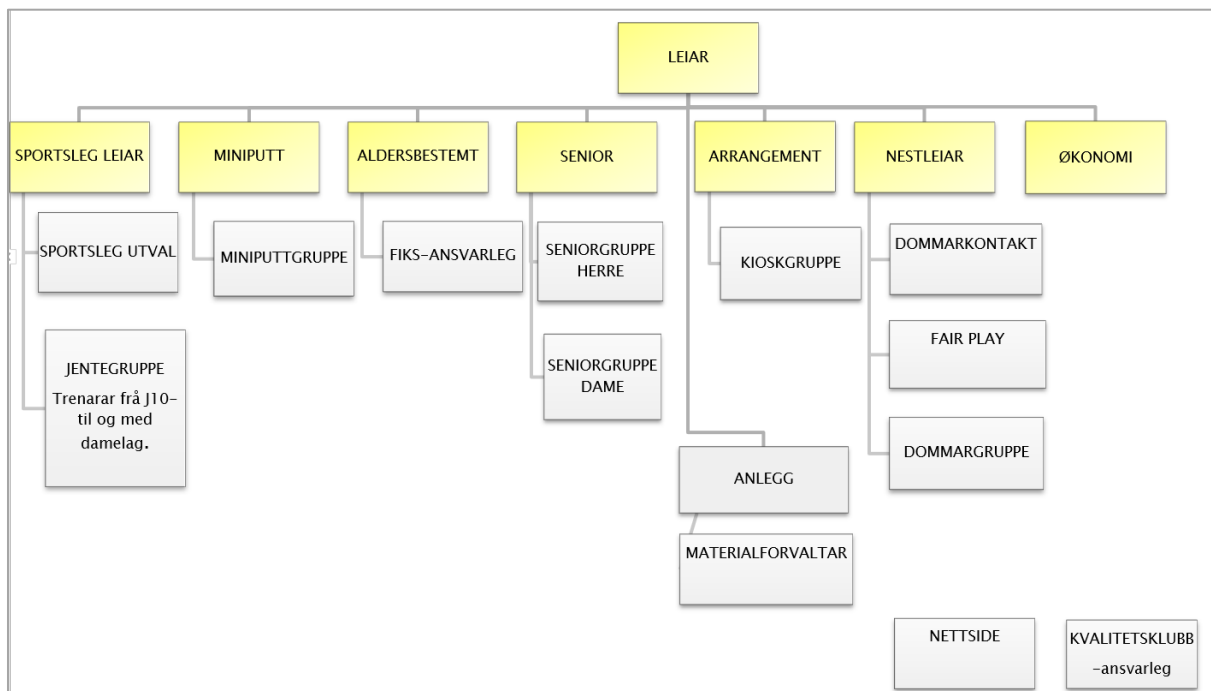 LEIAR
SPORTSLEG LEIAR
MINIPUTT
ALDERSBESTEMT
SENIOR
ARRANGEMENT
NESTLEIAR
ØKONOMI
SPORTSLEG UTVAL
MINIPUTTGRUPPE
FIKS-ANSVARLEG
SENIORGRUPPE
HERRE
KIOSKGRUPPE
DOMMARKONTAKT
JENTEGRUPPE
Trenarar frå J10-
til og med
damelag.
SENIORGRUPPE
DAME
FAIR PLAY
ANLEGG
DOMMARGRUPPE
MATERIALFORVALTAR
NETTSIDE
KVALITETSKLUBB
-ansvarleg